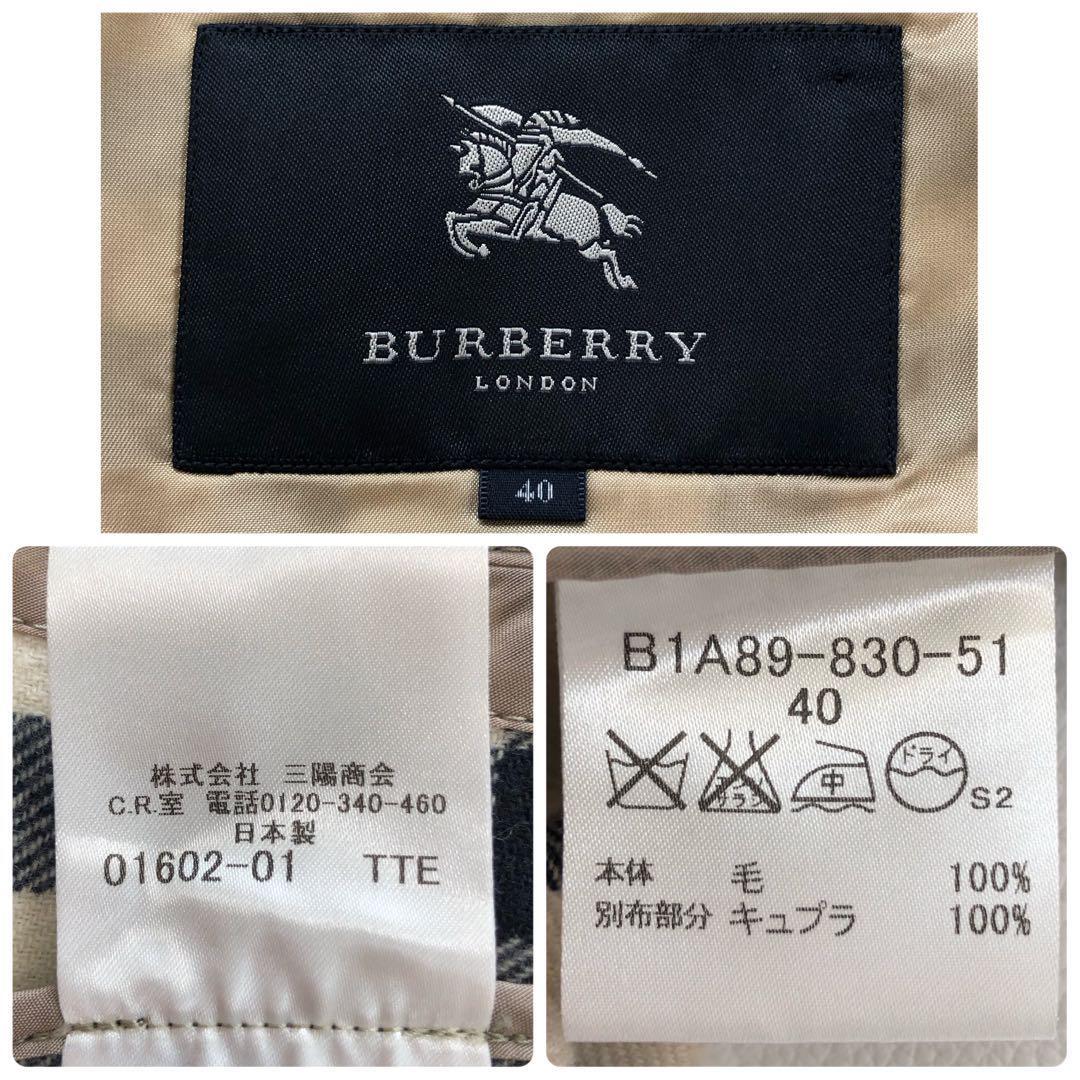 BURBERRY
LONDON
40
株式会社 三陽商会
C.R.室 電話0120-340-460
日本製
01602-01 TTE
B1A89-830-51
40
中
ドライ
S2
本体 毛 100%
別布部分 キュプラ 100%